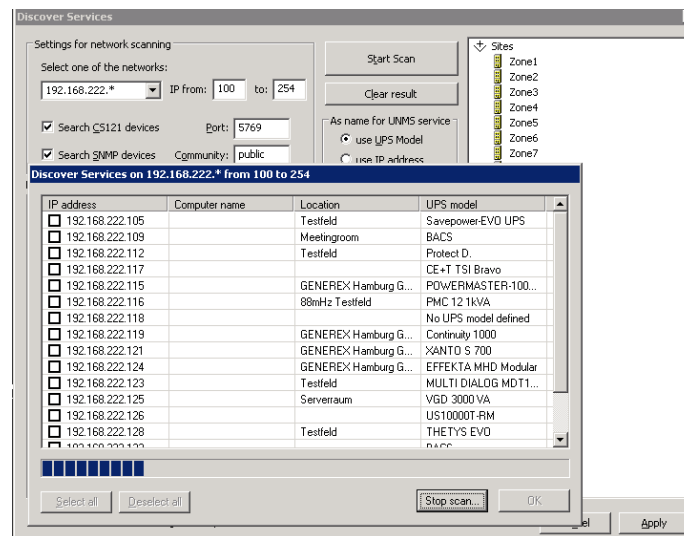 Discover Services
Settings for network scanning
Select one of the networks:
192.168.222.* IP from: 100 to: 254
Search CS121 devices Port: 5769
Search SNMP devices Community: public
Start Scan
Clear result
As name for UNMS service
use UPS Model
use IP address
Sites
Zone1
Zone2
Zone3
Zone4
Zone5
Zone6
Zone7
Discover Services on 192.168.222.* from 100 to 254
IP address Computer name Location UPS model
192.168.222.105 Testfeld Savepower-EVO UPS
192.168.222.109 Meetingroom BACS
192.168.222.112 Testfeld Protect D.
192.168.222.117 CE+T TSI Bravo
192.168.222.115 GENEREX Hamburg G... POWERMASTER-100...
192.168.222.116 88mHz Testfeld PMC 12 1kVA
192.168.222.118 No UPS model defined
192.168.222.119 GENEREX Hamburg G... Continuity 1000
192.168.222.121 GENEREX Hamburg G... XANTO S 700
192.168.222.124 GENEREX Hamburg G... EFFEKTA MHD Modular
192.168.222.123 Testfeld MULTI DIALOG MDT1...
192.168.222.125 Serverraum VGD 3000 VA
192.168.222.126 US10000T-RM
192.168.222.128 Testfeld THETYS EVO
BACS
Select all Deselect all Stop scan... OK
Apply